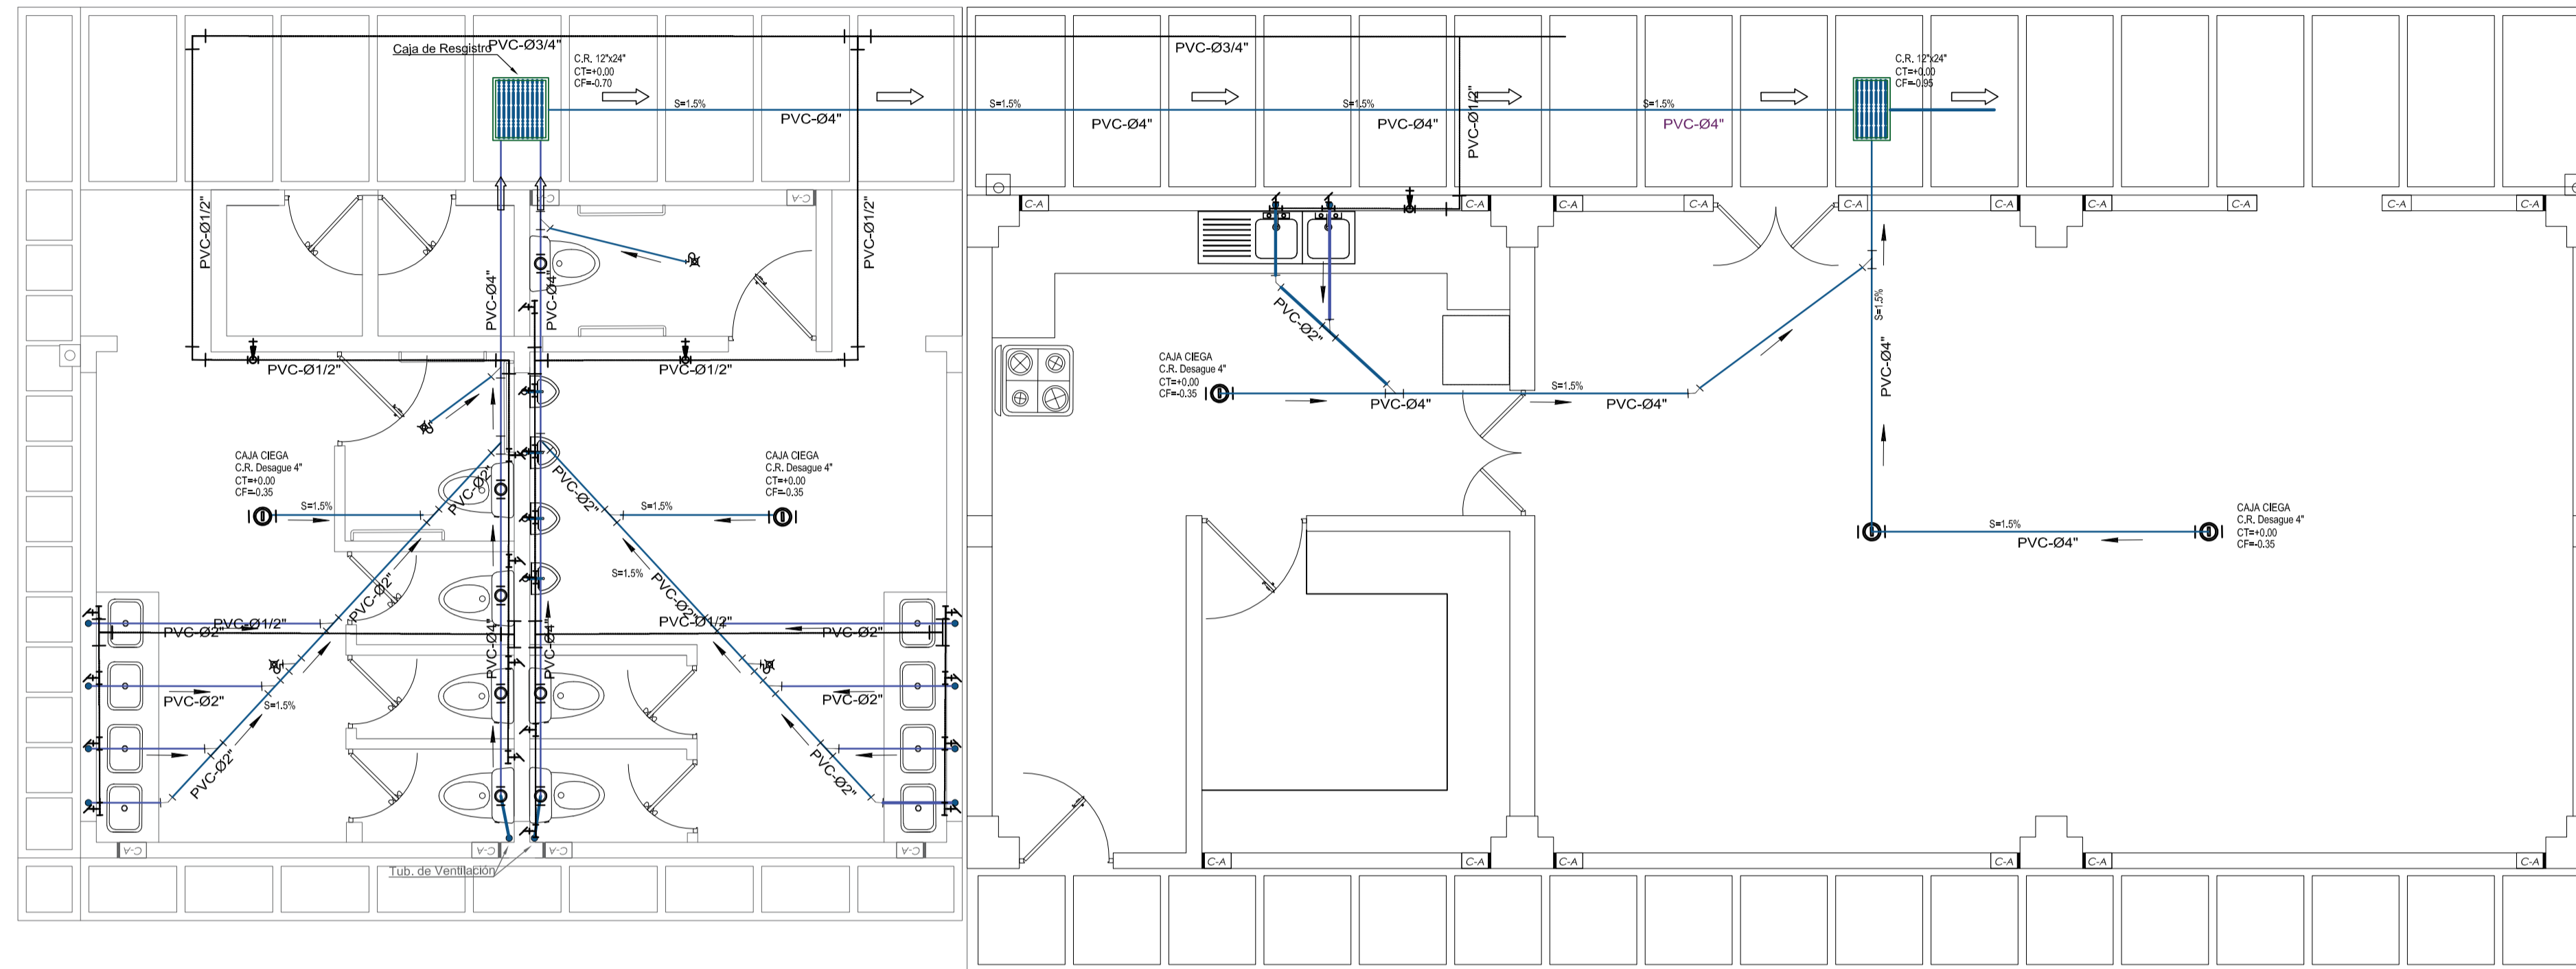 Caja de Resgistro
PVC-Ø3/4"
C.R. 12"x24"
CT=+0.00
CF=-0.70
S=1.5%
PVC-Ø4"
S=1.5%
PVC-Ø4"
PVC-Ø3/4"
S=1.5%
PVC-Ø4"
PVC-Ø1/2"
S=1.5%
PVC-Ø4"
C.R. 12"x24"
CT=+0.00
CF=-0.95
C-A
C-A
C-A
C-A
C-A
C-A
C-A
C-A
C-A
C-A
C-A
C-A
PVC-Ø1/2"
PVC-Ø1/2"
PVC-Ø4"
PVC-Ø4"
PVC-Ø1/2"
PVC-Ø1/2"
PVC-Ø2"
CAJA CIEGA
C.R. Desague 4"
CT=+0.00
CF=-0.35
PVC-Ø4"
S=1.5%
PVC-Ø4"
S=1.5%
PVC-Ø4"
CAJA CIEGA
C.R. Desague 4"
CT=+0.00
CF=-0.35
S=1.5%
PVC-Ø2"
PVC-Ø2"
CAJA CIEGA
C.R. Desague 4"
CT=+0.00
CF=-0.35
S=1.5%
CAJA CIEGA
C.R. Desague 4"
CT=+0.00
CF=-0.35
S=1.5%
PVC-Ø4"
PVC-Ø2"
S=1.5%
PVC-Ø2"
PVC-Ø1/2"
PVC-Ø2"
PVC-Ø4"
PVC-Ø4"
PVC-Ø1/2"
PVC-Ø2"
PVC-Ø2"
S=1.5%
PVC-Ø2"
PVC-Ø2"
PVC-Ø2"
C-A
C-A
C-A
C-A
Tub. de Ventilación
C-A
C-A
C-A
C-A
C-A
C-A